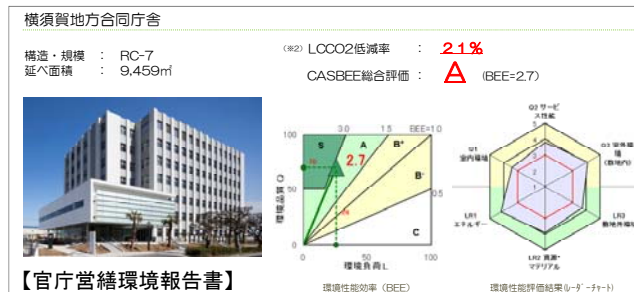 横須賀地方合同庁舎
構造・規模 : RC-7
延べ面積 : 9,459㎡
(※2) LCCO2低減率 : 21%
CASBEE総合評価 : A (BEE=2.7)
【官庁営繕環境報告書】
3.0 1.5 BEE=1.0
100
S A B+
2.7
B-
50
0.5
C
0
0 50 100
環境品質 Q
環境負荷 L
環境性能効率（BEE）
Q2 サービ
ス性能
5
4
3
2
1
Q1
室内環境
(敷地内)
LR1
エネルギー
LR3
敷地外環境
LR2 資源・
マテリアル
環境性能評価結果(レーダーチャート)